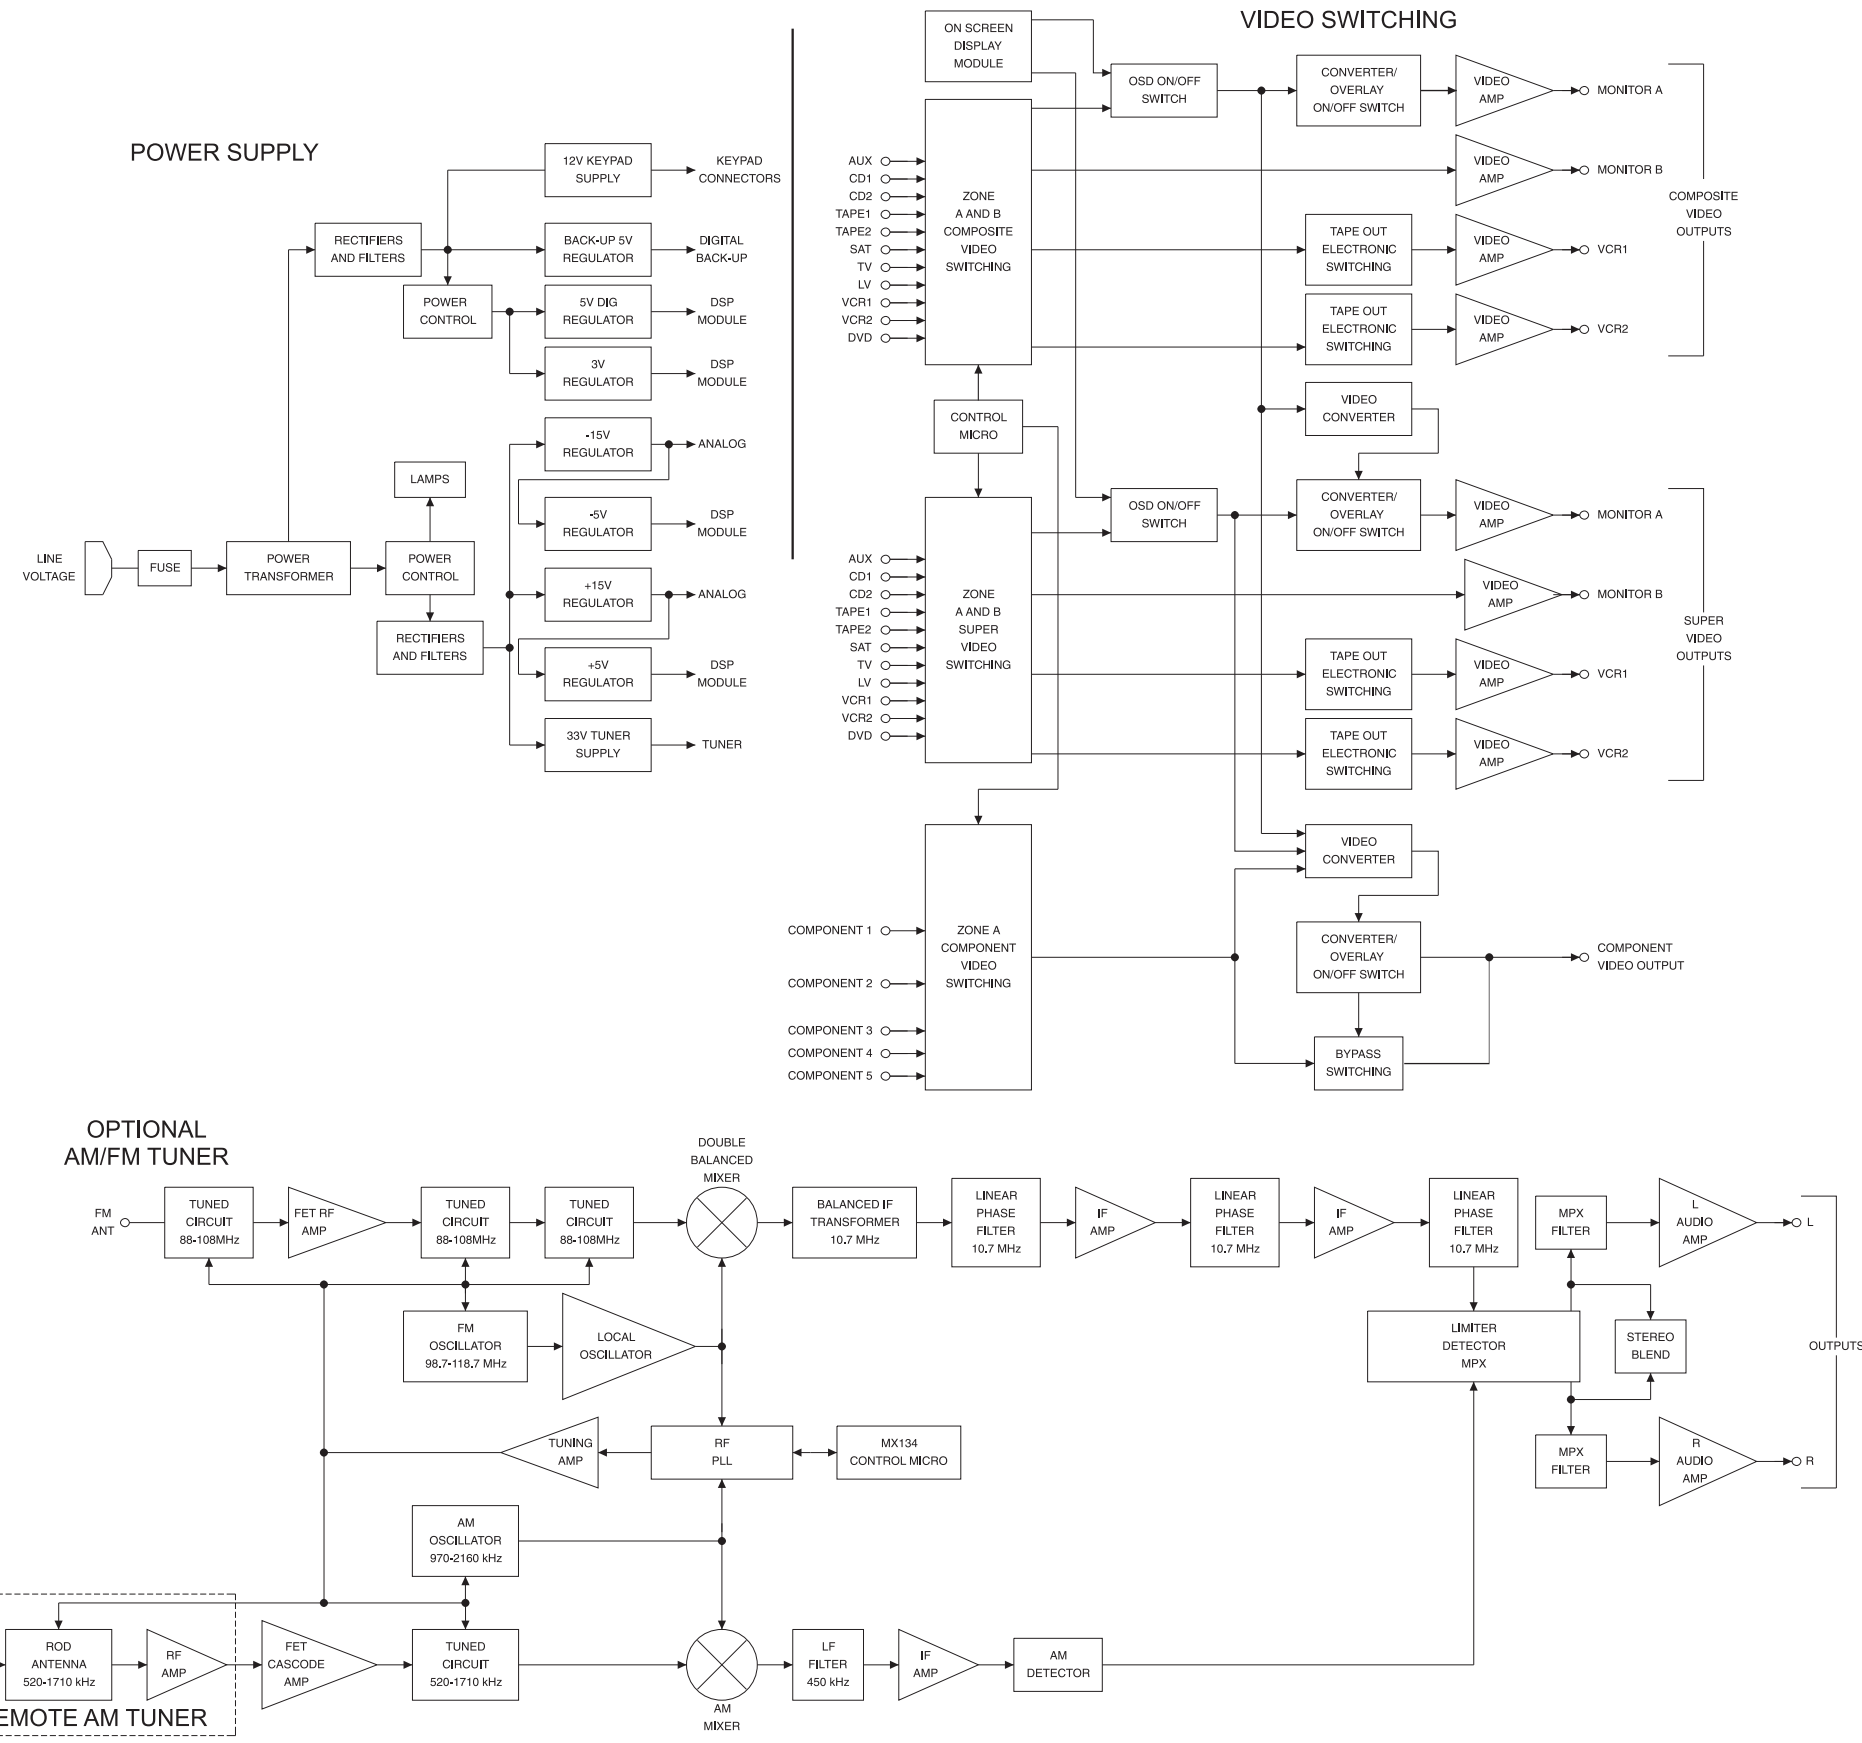 POWER SUPPLY
12V KEYPAD
SUPPLY
KEYPAD
CONNECTORS
RECTIFIERS
AND FILTERS
BACK-UP 5V
REGULATOR
DIGITAL
BACK-UP
POWER
CONTROL
5V DIG
REGULATOR
DSP
MODULE
3V
REGULATOR
DSP
MODULE
-15V
REGULATOR
ANALOG
LAMPS
-5V
REGULATOR
DSP
MODULE
LINE
VOLTAGE
FUSE
POWER
TRANSFORMER
POWER
CONTROL
+15V
REGULATOR
ANALOG
RECTIFIERS
AND FILTERS
+5V
REGULATOR
DSP
MODULE
33V TUNER
SUPPLY
TUNER
VIDEO SWITCHING
ON SCREEN
DISPLAY
MODULE
OSD ON/OFF
SWITCH
CONVERTER/
OVERLAY
ON/OFF SWITCH
VIDEO
AMP
MONITOR A
AUX
CD1
CD2
TAPE1
TAPE2
SAT
TV
LV
VCR1
VCR2
DVD
ZONE
A AND B
COMPOSITE
VIDEO
SWITCHING
VIDEO
AMP
MONITOR B
TAPE OUT
ELECTRONIC
SWITCHING
VIDEO
AMP
VCR1
TAPE OUT
ELECTRONIC
SWITCHING
VIDEO
AMP
VCR2
COMPOSITE
VIDEO
OUTPUTS
CONTROL
MICRO
VIDEO
CONVERTER
OSD ON/OFF
SWITCH
CONVERTER/
OVERLAY
ON/OFF SWITCH
VIDEO
AMP
MONITOR A
AUX
CD1
CD2
TAPE1
TAPE2
SAT
TV
LV
VCR1
VCR2
DVD
ZONE
A AND B
SUPER
VIDEO
SWITCHING
VIDEO
AMP
MONITOR B
TAPE OUT
ELECTRONIC
SWITCHING
VIDEO
AMP
VCR1
TAPE OUT
ELECTRONIC
SWITCHING
VIDEO
AMP
VCR2
SUPER
VIDEO
OUTPUTS
VIDEO
CONVERTER
COMPONENT 1
COMPONENT 2
COMPONENT 3
COMPONENT 4
COMPONENT 5
ZONE A
COMPONENT
VIDEO
SWITCHING
CONVERTER/
OVERLAY
ON/OFF SWITCH
COMPONENT
VIDEO OUTPUT
BYPASS
SWITCHING
OPTIONAL
AM/FM TUNER
FM
ANT
TUNED
CIRCUIT
88-108MHz
FET RF
AMP
TUNED
CIRCUIT
88-108MHz
TUNED
CIRCUIT
88-108MHz
DOUBLE
BALANCED
MIXER
BALANCED IF
TRANSFORMER
10.7 MHz
LINEAR
PHASE
FILTER
10.7 MHz
IF
AMP
LINEAR
PHASE
FILTER
10.7 MHz
IF
AMP
LINEAR
PHASE
FILTER
10.7 MHz
MPX
FILTER
L
AUDIO
AMP
L
FM
OSCILLATOR
98.7-118.7 MHz
LOCAL
OSCILLATOR
LIMITER
DETECTOR
MPX
STEREO
BLEND
OUTPUTS
TUNING
AMP
RF
PLL
MX134
CONTROL MICRO
MPX
FILTER
R
AUDIO
AMP
R
AM
OSCILLATOR
970-2160 kHz
ROD
ANTENNA
520-1710 kHz
RF
AMP
FET
CASCODE
AMP
TUNED
CIRCUIT
520-1710 kHz
AM
MIXER
LF
FILTER
450 kHz
IF
AMP
AM
DETECTOR
EMOTE AM TUNER